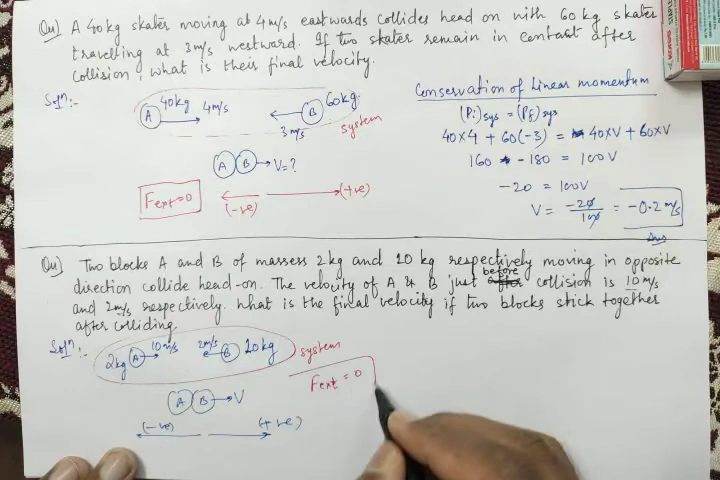 Qu] A 40kg skater moving at 4m/s eastwards collides head on with 60 kg skater
travelling at 3m/s westward. If two skater remain in contact after
collision, what is their final velocity.
Solⁿ:-
A 40kg 4m/s
B 60kg.
3m/s
system
A B V=?
Fext=0
(-ve) (+ve)
Conservation of Linear momentum
(Pi)sys = (Pf)sys
40×4 + 60(-3) = 40×V + 60×V
160 - 180 = 100V
-20 = 100V
V = -20/100 = -0.2 m/s
Ans
Qu] Two blocks A and B of massers 2kg and 10 kg respectively moving in opposite
direction collide head-on. The velocity of A & B just before collision is 10 m/s
and 2m/s respectively. What is the final velocity if two blocks stick together
after colliding.
Solⁿ:-
2kg A 10m/s 2m/s B 10kg
system
Fext = 0
A B V
(-ve) (+ve)